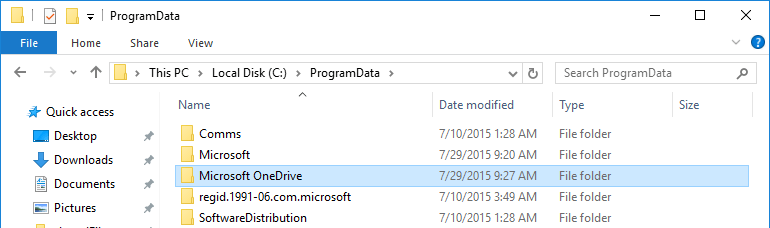 ProgramData
File Home Share View
This PC Local Disk (C:) ProgramData Search ProgramData
Name Date modified Type Size
Quick access
Desktop
Downloads
Documents
Pictures
Comms 7/10/2015 1:28 AM File folder
Microsoft 7/29/2015 9:20 AM File folder
Microsoft OneDrive 7/29/2015 9:27 AM File folder
regid.1991-06.com.microsoft 7/10/2015 3:49 AM File folder
SoftwareDistribution 7/10/2015 1:28 AM File folder